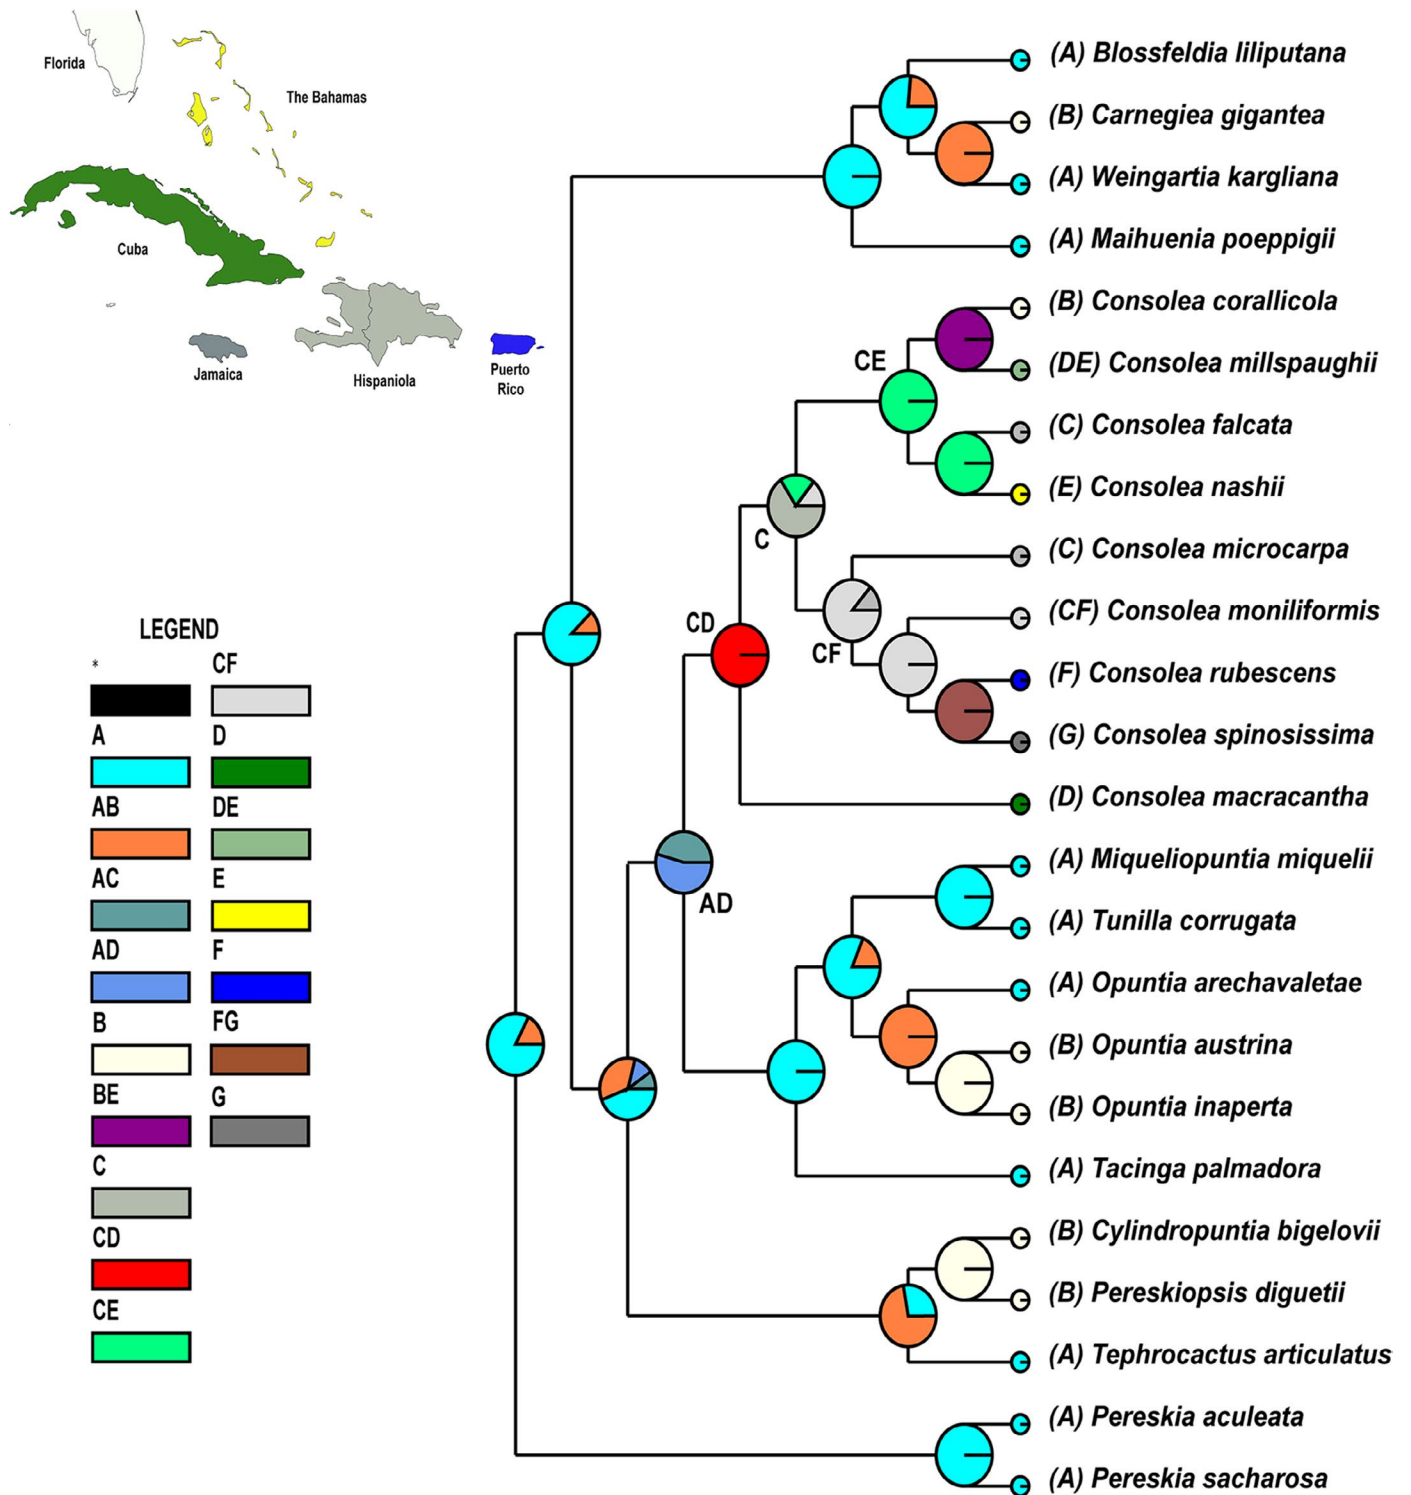 Florida
The Bahamas
Cuba
Jamaica
Hispaniola
Puerto
Rico
LEGEND
*
CF
A
D
AB
DE
AC
E
AD
F
B
FG
BE
G
C
CD
CE
CE
C
CD
CF
AD
(A) Blossfeldia liliputana
(B) Carnegiea gigantea
(A) Weingartia kargliana
(A) Maihuenia poeppigii
(B) Consolea corallicola
(DE) Consolea millspaughii
(C) Consolea falcata
(E) Consolea nashii
(C) Consolea microcarpa
(CF) Consolea moniliformis
(F) Consolea rubescens
(G) Consolea spinosissima
(D) Consolea macracantha
(A) Miqueliopuntia miquelii
(A) Tunilla corrugata
(A) Opuntia arechavaletae
(B) Opuntia austrina
(B) Opuntia inaperta
(A) Tacinga palmadora
(B) Cylindropuntia bigelovii
(B) Pereskiopsis diguetii
(A) Tephrocactus articulatus
(A) Pereskia aculeata
(A) Pereskia sacharosa